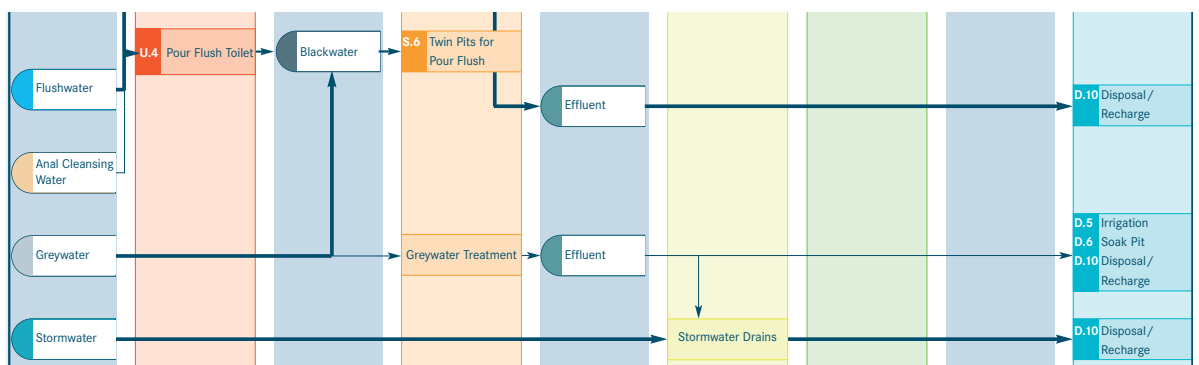 U.4 Pour Flush Toilet
Blackwater
S.6 Twin Pits for
Pour Flush
Flushwater
Effluent
D.10 Disposal/
Recharge
Anal Cleansing
Water
Greywater
Greywater Treatment
Effluent
D.5 Irrigation
D.6 Soak Pit
D.10 Disposal/
Recharge
Stormwater
Stormwater Drains
D.10 Disposal/
Recharge